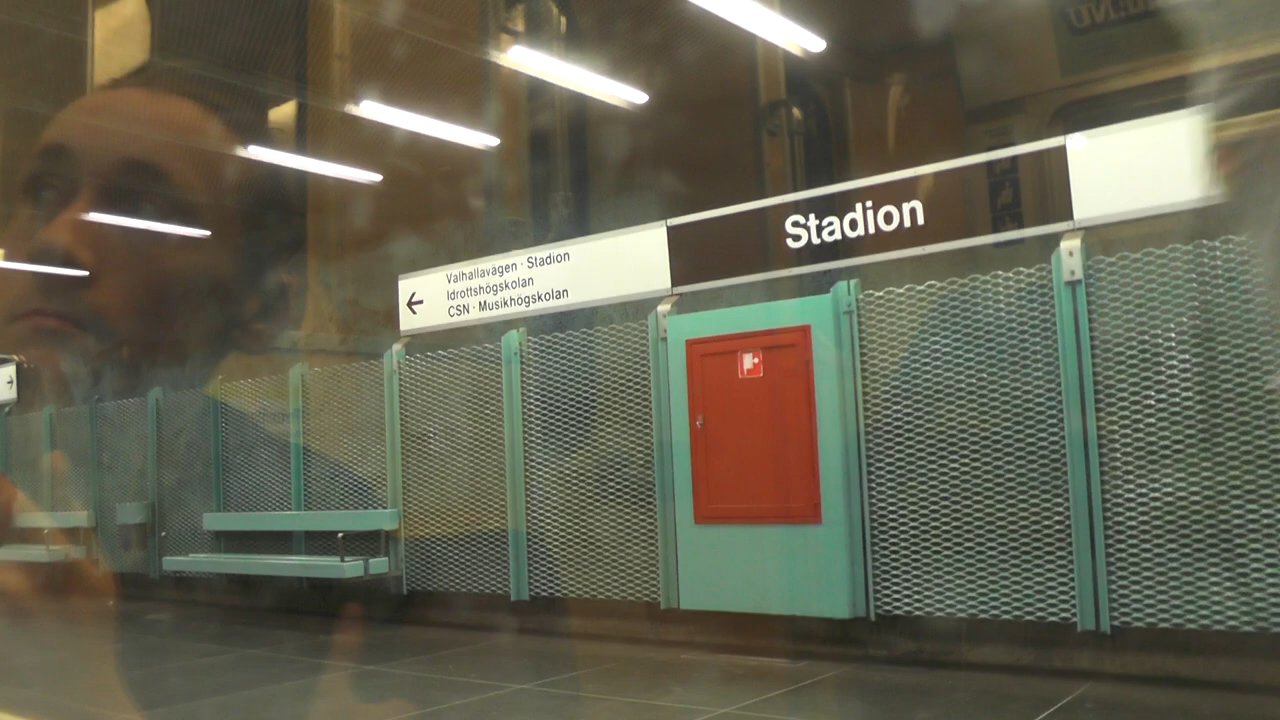 Stadion
Valhallavägen · Stadion
Idrottshögskolan
CSN · Musikhögskolan